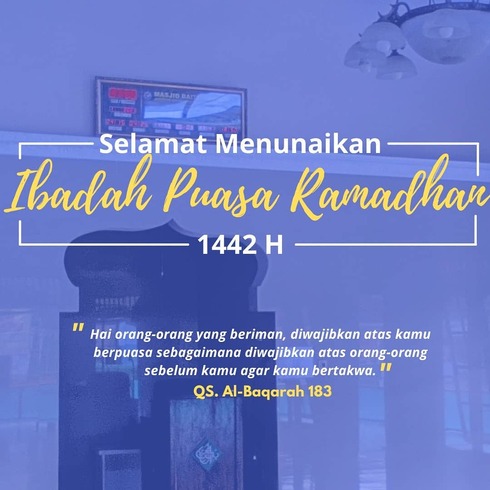 MASJID
Selamat Menunaikan
Ibadah Puasa Ramadhan
1442 H
" Hai orang-orang yang beriman, diwajibkan atas kamu
berpuasa sebagaimana diwajibkan atas orang-orang
sebelum kamu agar kamu bertakwa. "
QS. Al-Baqarah 183